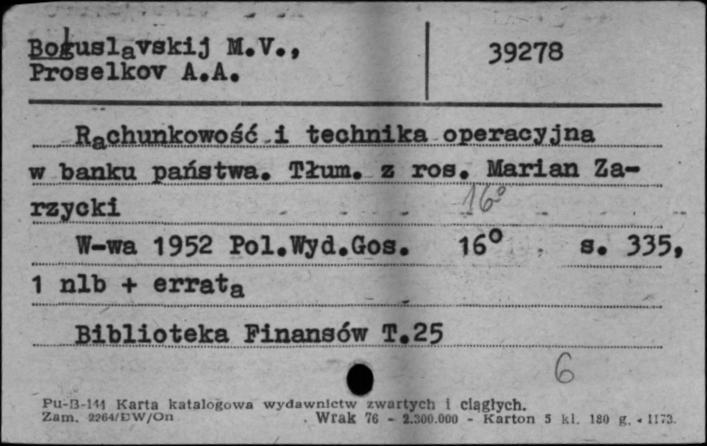 Boguslavskij M.V., 39278
Proselkov A.A.
Rachunkowość i technika operacyjna
w banku państwa. Tłum. z ros. Marian Za-
rzycki 16°
W-wa 1952 Pol.Wyd.Gos. 16° s. 335,
1 nlb + errata
Biblioteka Finansów T.25
6
Pu-B-144 Karta katalogowa wydawnictw zwartych i ciągłych.
Zam. 2264/DW/On . Wrak 76 - 2.300.000 - Karton 5 kl. 180 g. - 1173.